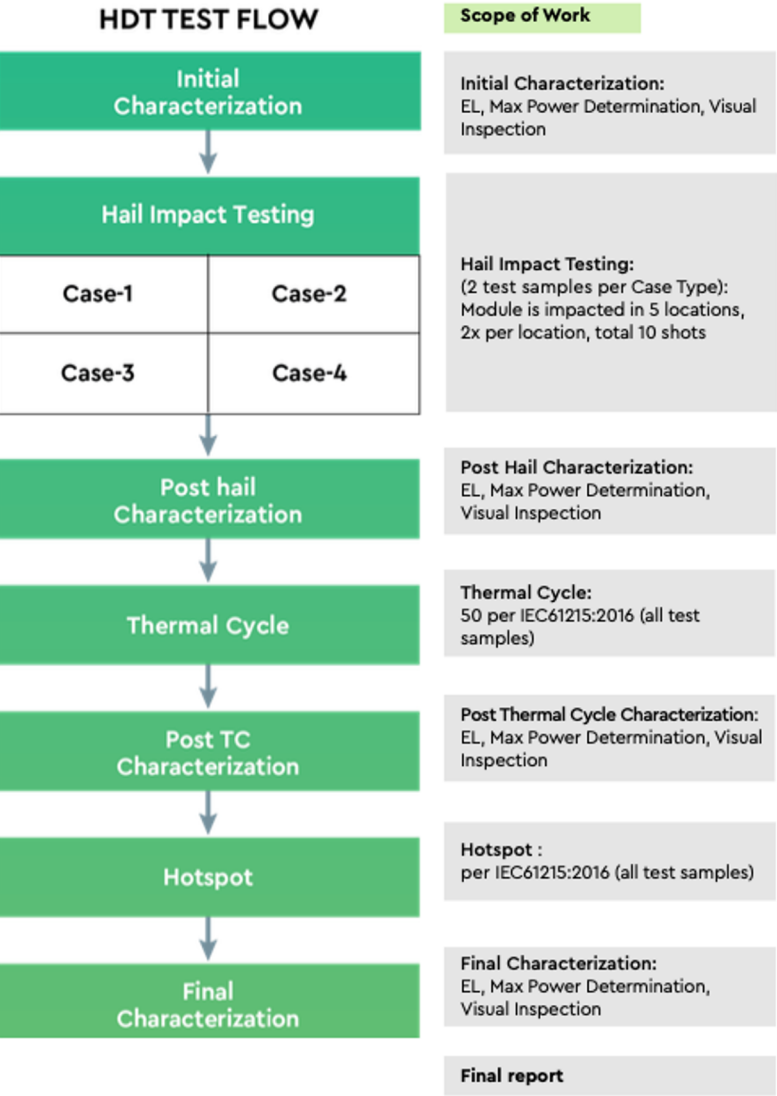 HDT TEST FLOW
Scope of Work
Initial
Characterization
Initial Characterization:
EL, Max Power Determination, Visual
Inspection
Hail Impact Testing
Case-1
Case-2
Case-3
Case-4
Hail Impact Testing:
(2 test samples per Case Type):
Module is impacted in 5 locations,
2x per location, total 10 shots
Post hail
Characterization
Post Hail Characterization:
EL, Max Power Determination,
Visual Inspection
Thermal Cycle
Thermal Cycle:
50 per IEC61215:2016 (all test
samples)
Post TC
Characterization
Post Thermal Cycle Characterization:
EL, Max Power Determination, Visual
Inspection
Hotspot
Hotspot :
per IEC61215:2016 (all test samples)
Final
Characterization
Final Characterization:
EL, Max Power Determination,
Visual Inspection
Final report